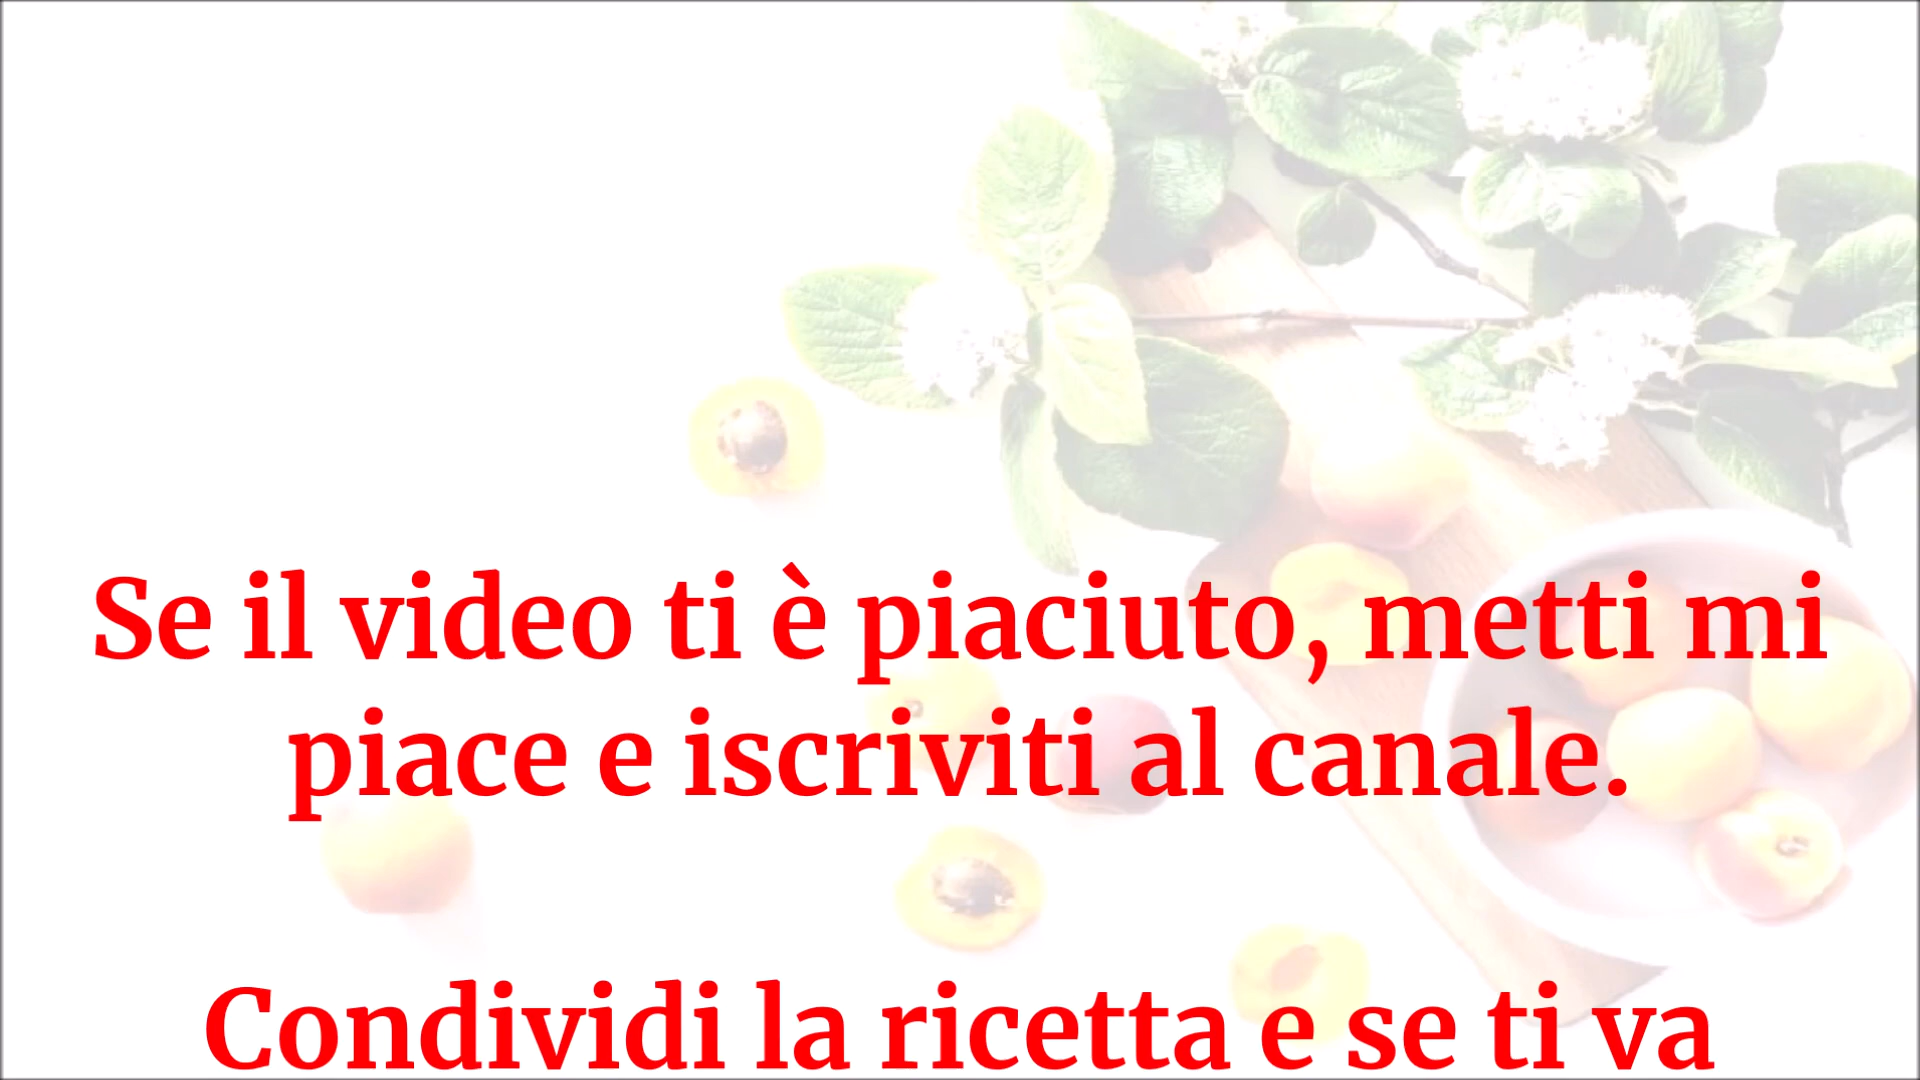 Se il video ti è piaciuto, metti mi
piace e iscriviti al canale.
Condividi la ricetta e se ti va